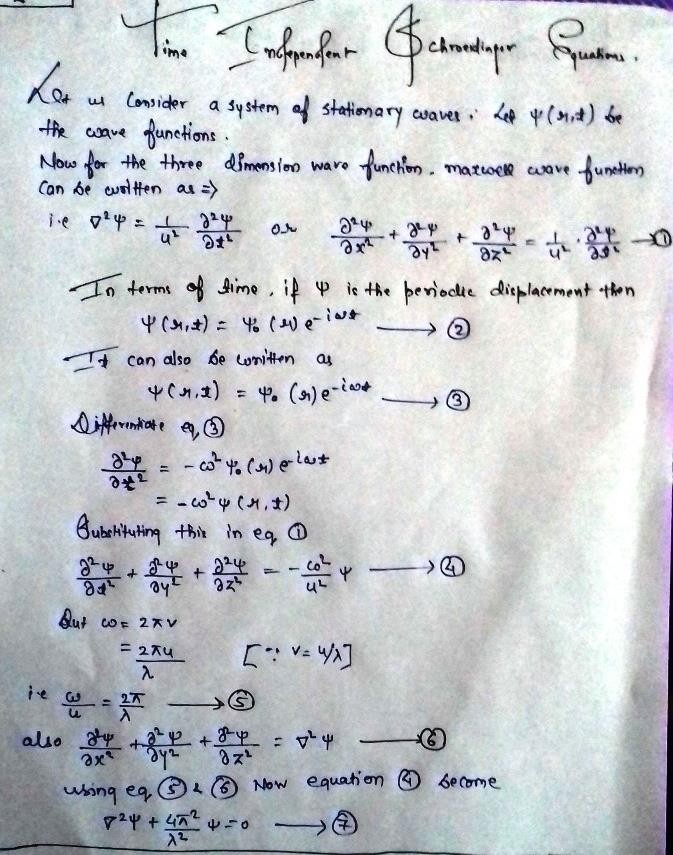 Time Independent Schroedinger Equations.
Let us Consider a system of stationary waves. Let ψ(r,t) be
the wave functions.
Now for the three dimension wave function. maxwell wave function
Can be written as ⇒
i.e ∇²ψ = 1/u² ∂²ψ/∂t² or ∂²ψ/∂x² + ∂²ψ/∂y² + ∂²ψ/∂z² = 1/u² · ∂²ψ/∂t² → ①
In terms of time, if ψ is the periodic displacement then
ψ(r,t) = ψ₀(r) e^-iωt → ②
It can also be written as
ψ(r,t) = ψ₀(r) e^-iωt → ③
Differentiate eq, ③
∂²ψ/∂t² = -ω² ψ₀(r) e^-iωt
= -ω² ψ(r,t)
Substituting this in eq ①
∂²ψ/∂x² + ∂²ψ/∂y² + ∂²ψ/∂z² = -ω²/u² ψ → ④
But ω = 2πν
= 2πu/λ [∵ ν = u/λ]
i.e ω/u = 2π/λ → ⑤
also ∂²ψ/∂x² + ∂²ψ/∂y² + ∂²ψ/∂z² = ∇²ψ → ⑥
using eq ⑤ & ⑥ Now equation ④ become
∇²ψ + 4π²/λ² ψ = 0 → ⑦